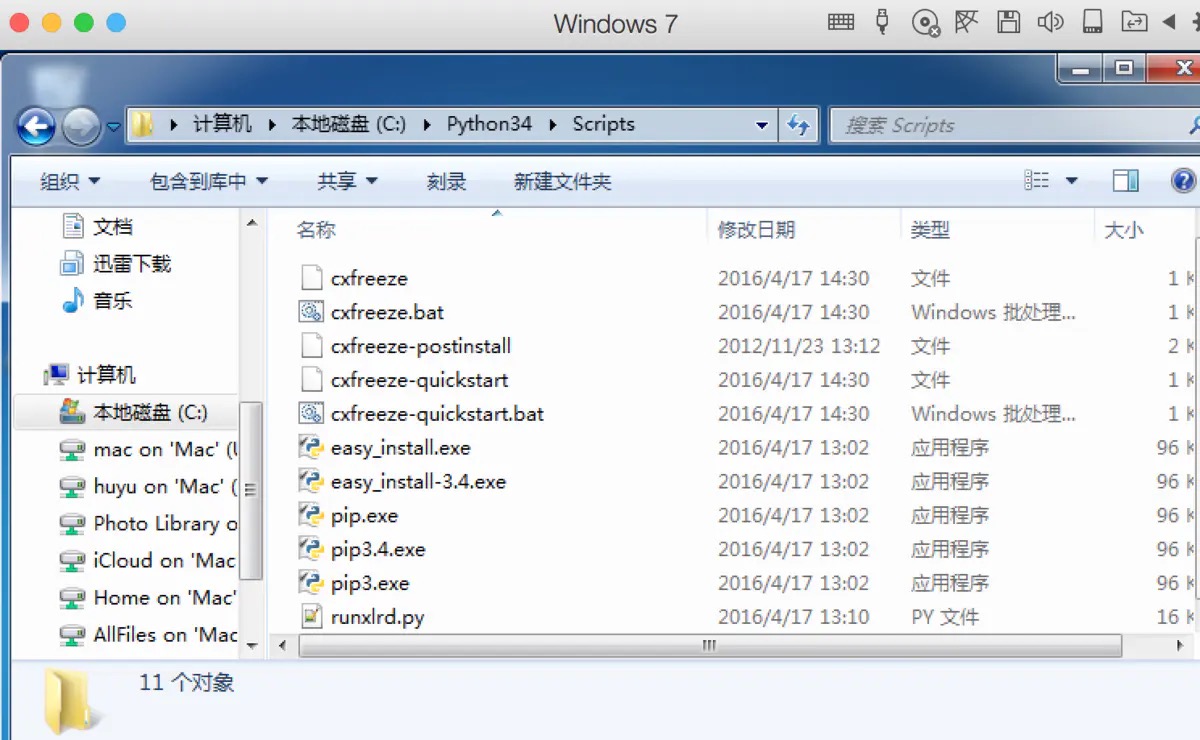 Windows 7
计算机 本地磁盘 (C:) Python34 Scripts 搜索 Scripts
组织 包含到库中 共享 刻录 新建文件夹
文档
迅雷下载
音乐
计算机
本地磁盘 (C:)
mac on 'Mac' (
huyu on 'Mac' (
Photo Library o
iCloud on 'Mac
Home on 'Mac'
AllFiles on 'Mac
名称 修改日期 类型 大小
cxfreeze 2016/4/17 14:30 文件 1 K
cxfreeze.bat 2016/4/17 14:30 Windows 批处理... 1 K
cxfreeze-postinstall 2012/11/23 13:12 文件 2 K
cxfreeze-quickstart 2016/4/17 14:30 文件 1 K
cxfreeze-quickstart.bat 2016/4/17 14:30 Windows 批处理... 1 K
easy_install.exe 2016/4/17 13:02 应用程序 96 K
easy_install-3.4.exe 2016/4/17 13:02 应用程序 96 K
pip.exe 2016/4/17 13:02 应用程序 96 K
pip3.4.exe 2016/4/17 13:02 应用程序 96 K
pip3.exe 2016/4/17 13:02 应用程序 96 K
runxlrd.py 2016/4/17 13:10 PY 文件 16 K
11 个对象